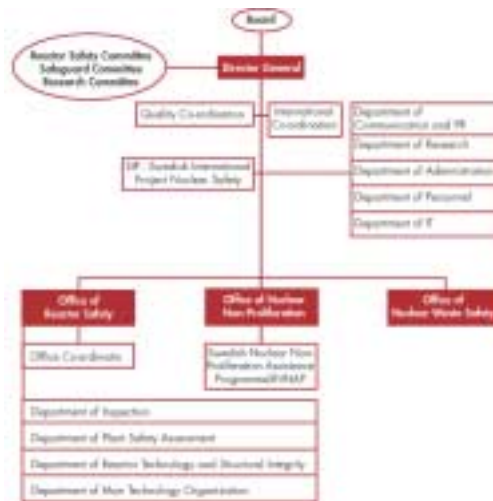 Board
Reactor Safety Committee
Safeguard Committee
Research Committee
Director General
Quality Co-ordination
International
Co-ordination
Department of
Communication and PR
Department of Research
Department of Administration
Department of Personnel
Department of IT
SIP - Swedish International
Project Nuclear Safety
Office of
Reactor Safety
Office of Nuclear
Non-Proliferation
Office of
Nuclear Waste Safety
Office Coordinate
Swedish Nuclear Non-
Proliferation Assistance
Department of Inspection
Department of Plant Safety Assessment
Department of Reactor Technology and Structural Integrity
Department of Man Technology Organization